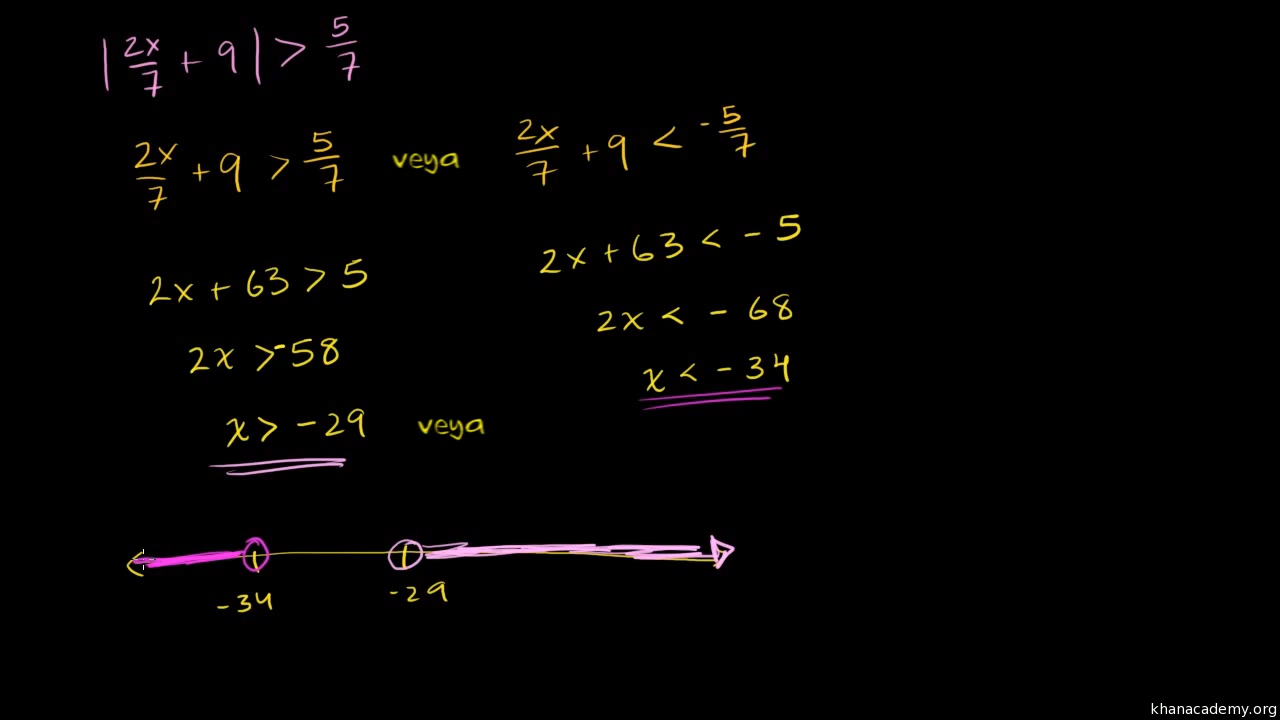 |2x/7 + 9| > 5/7
2x/7 + 9 > 5/7 veya 2x/7 + 9 < -5/7
2x + 63 > 5 2x + 63 < - 5
2x > -58 2x < - 68
x > -29 veya x < - 34
-34 -29
khanacademy.org